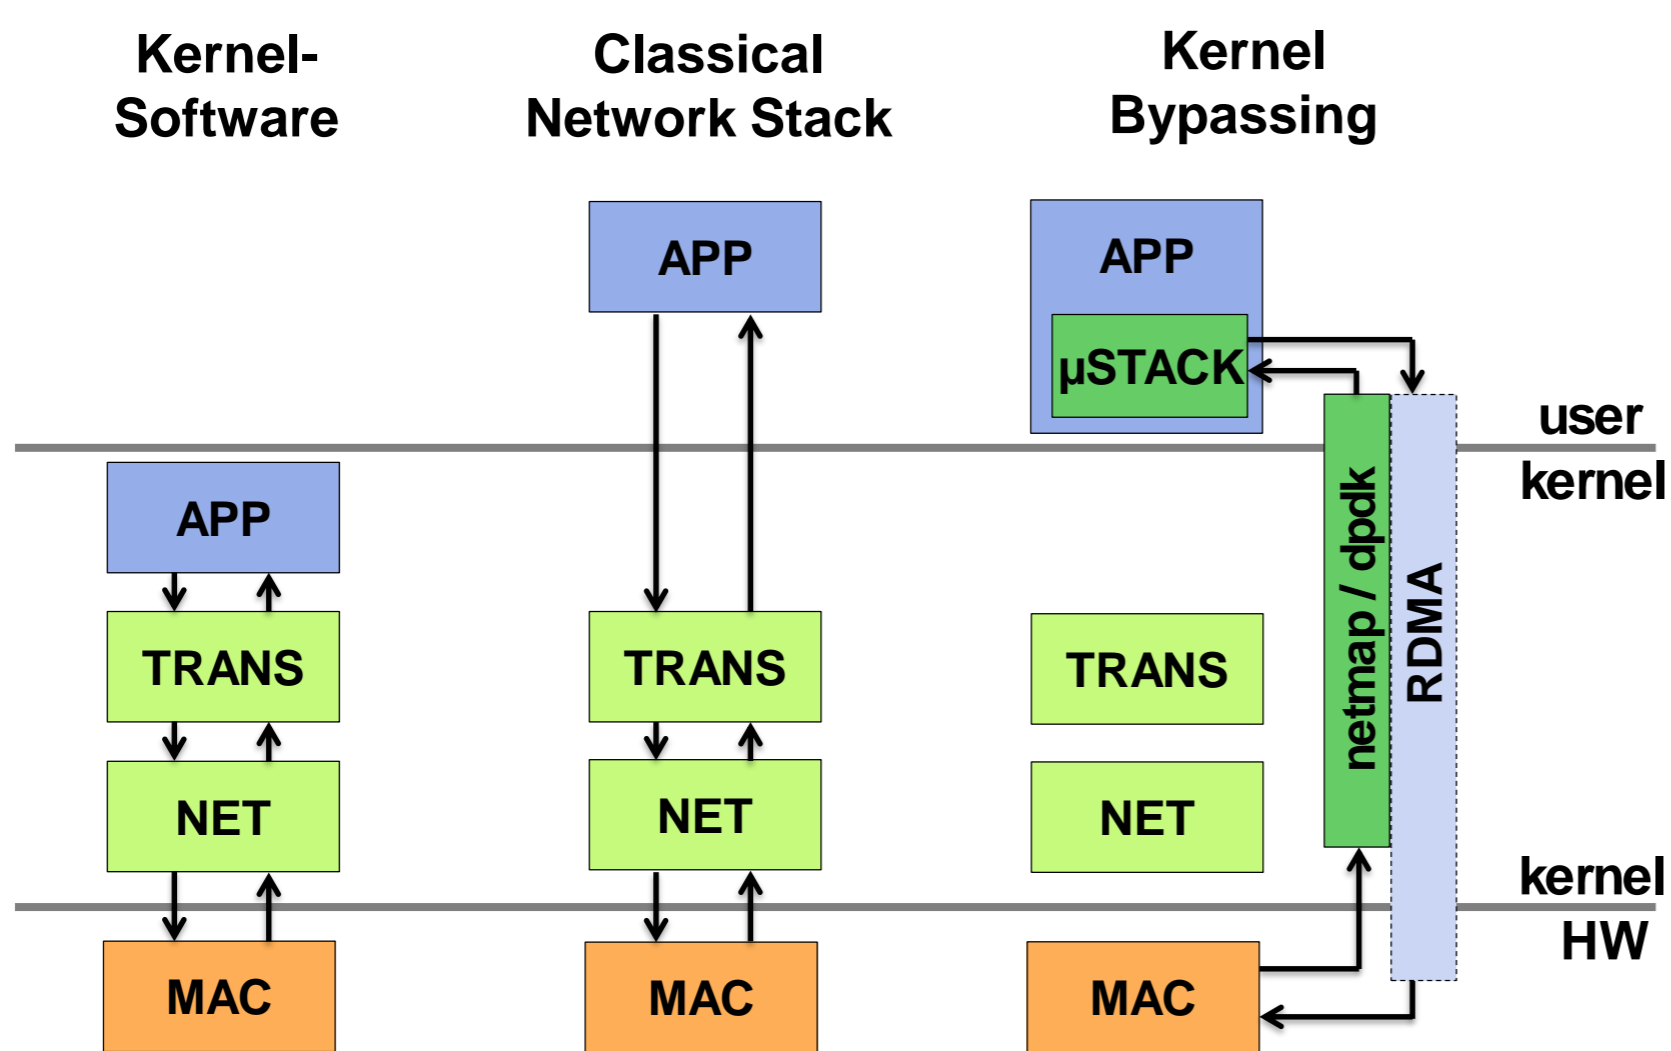 Kernel-
Software
Classical
Network Stack
Kernel
Bypassing
APP
APP
µSTACK
user
kernel
APP
netmap / dpdk
RDMA
TRANS
TRANS
TRANS
NET
NET
NET
kernel
HW
MAC
MAC
MAC